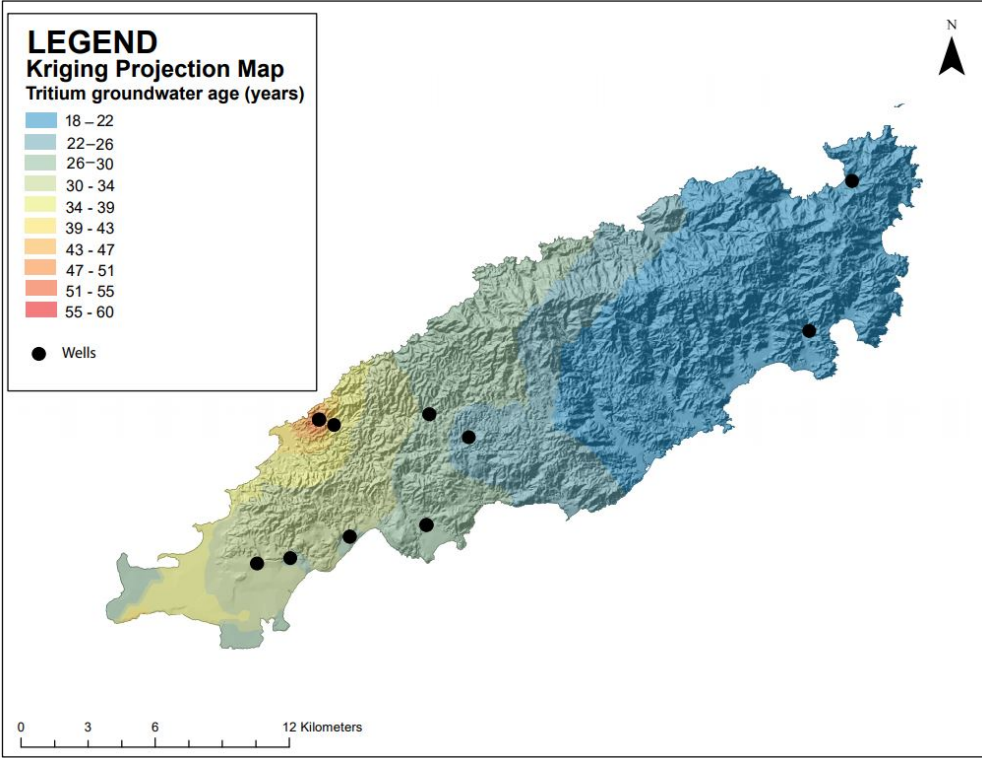 LEGEND
Kriging Projection Map
Tritium groundwater age (years)
18 – 22
22–26
26–30
30 - 34
34 - 39
39 - 43
43 - 47
47 - 51
51 - 55
55 - 60
Wells
N
0 3 6 12 Kilometers